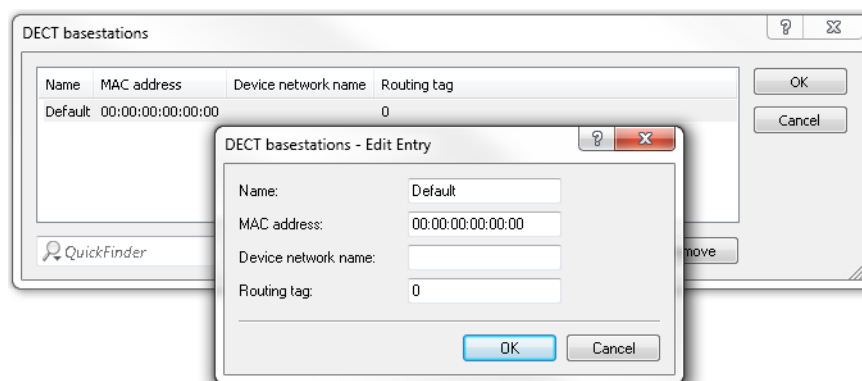 DECT basestations
Name MAC address Device network name Routing tag
Default 00:00:00:00:00:00 0
OK
Cancel
QuickFinder
DECT basestations - Edit Entry
Name: Default
MAC address: 00:00:00:00:00:00
Device network name:
Routing tag: 0
OK Cancel